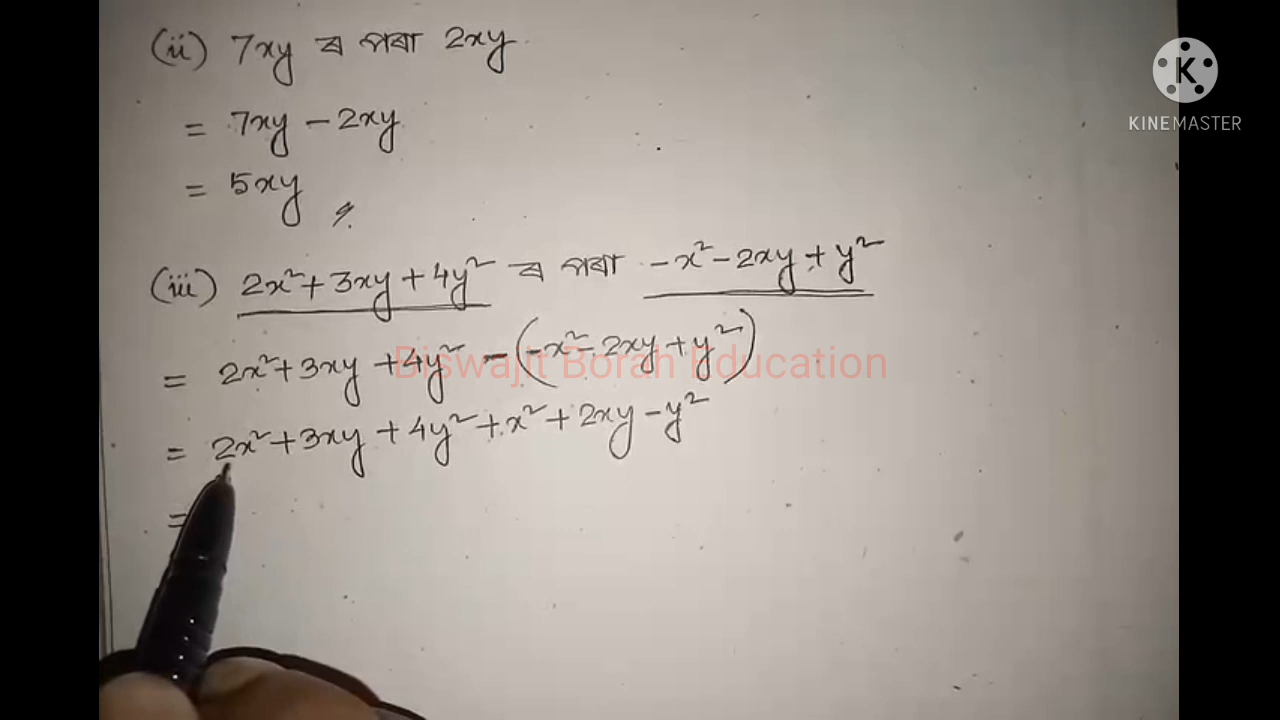 (ii) 7xy ৰ পৰা 2xy
= 7xy - 2xy
= 5xy
(iii) 2x² + 3xy + 4y² ৰ পৰা -x² - 2xy + y²
= 2x² + 3xy + 4y² - (-x² - 2xy + y²)
= 2x² + 3xy + 4y² + x² + 2xy - y²
=
K
KINEMASTER
Biswajit Borah Education